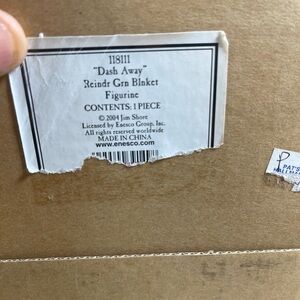 118111
"Dash Away"
Reindr Grn Blnket
Figurine
CONTENTS: 1 PIECE
© 2004 Jim Shore
Licensed by Enesco Group, Inc.
All rights reserved worldwide
MADE IN CHINA
www.enesco.com
P
PAT'S